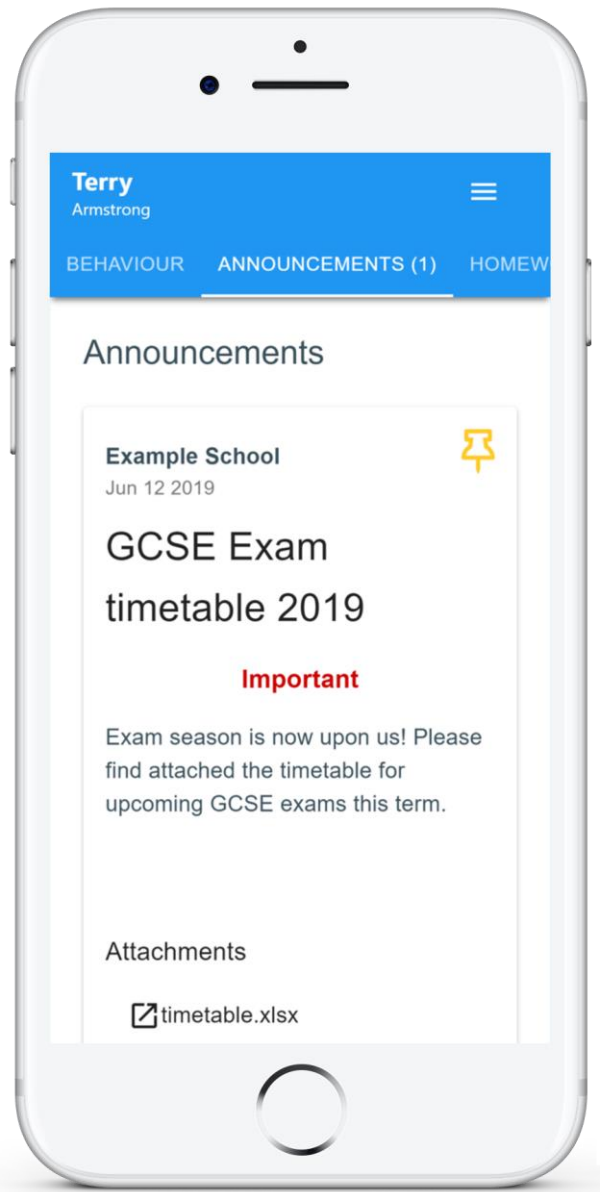 Terry
Armstrong
BEHAVIOUR ANNOUNCEMENTS (1) HOMEW
Announcements
Example School
Jun 12 2019
GCSE Exam
timetable 2019
Important
Exam season is now upon us! Please
find attached the timetable for
upcoming GCSE exams this term.
Attachments
timetable.xlsx